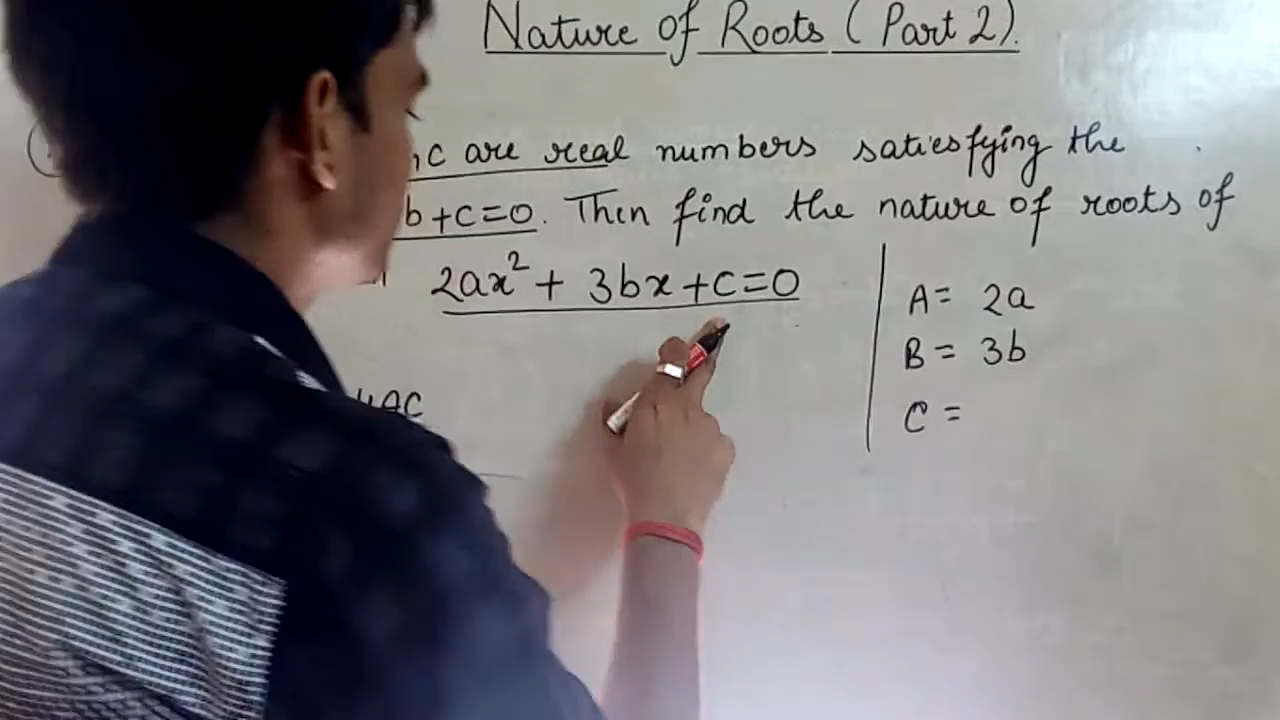 Nature of Roots (Part 2).
,c are real numbers satiesfying the
b+c=0. Then find the nature of roots of
2ax² + 3bx + c = 0
A = 2a
B = 3b
C =
4AC